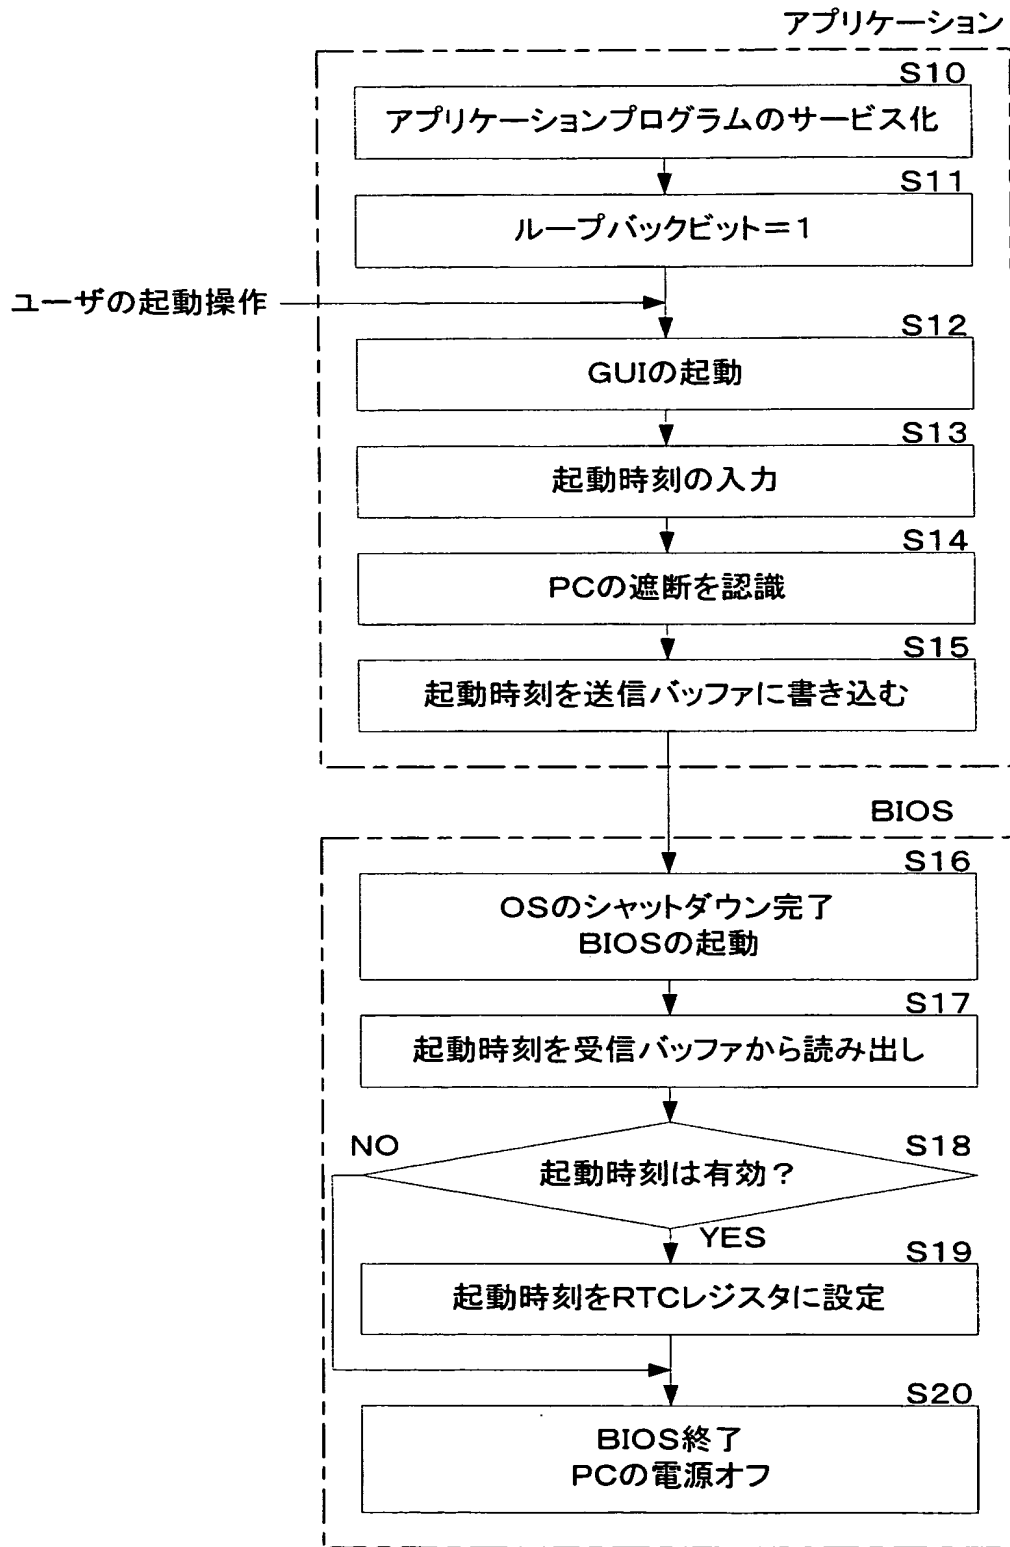 アプリケーション
S10
アプリケーションプログラムのサービス化
S11
ループバックビット=1
ユーザの起動操作
S12
GUIの起動
S13
起動時刻の入力
S14
PCの遮断を認識
S15
起動時刻を送信バッファに書き込む
BIOS
S16
OSのシャットダウン完了
BIOSの起動
S17
起動時刻を受信バッファから読み出し
NO
S18
起動時刻は有効?
YES
S19
起動時刻をRTCレジスタに設定
S20
BIOS終了
PCの電源オフ